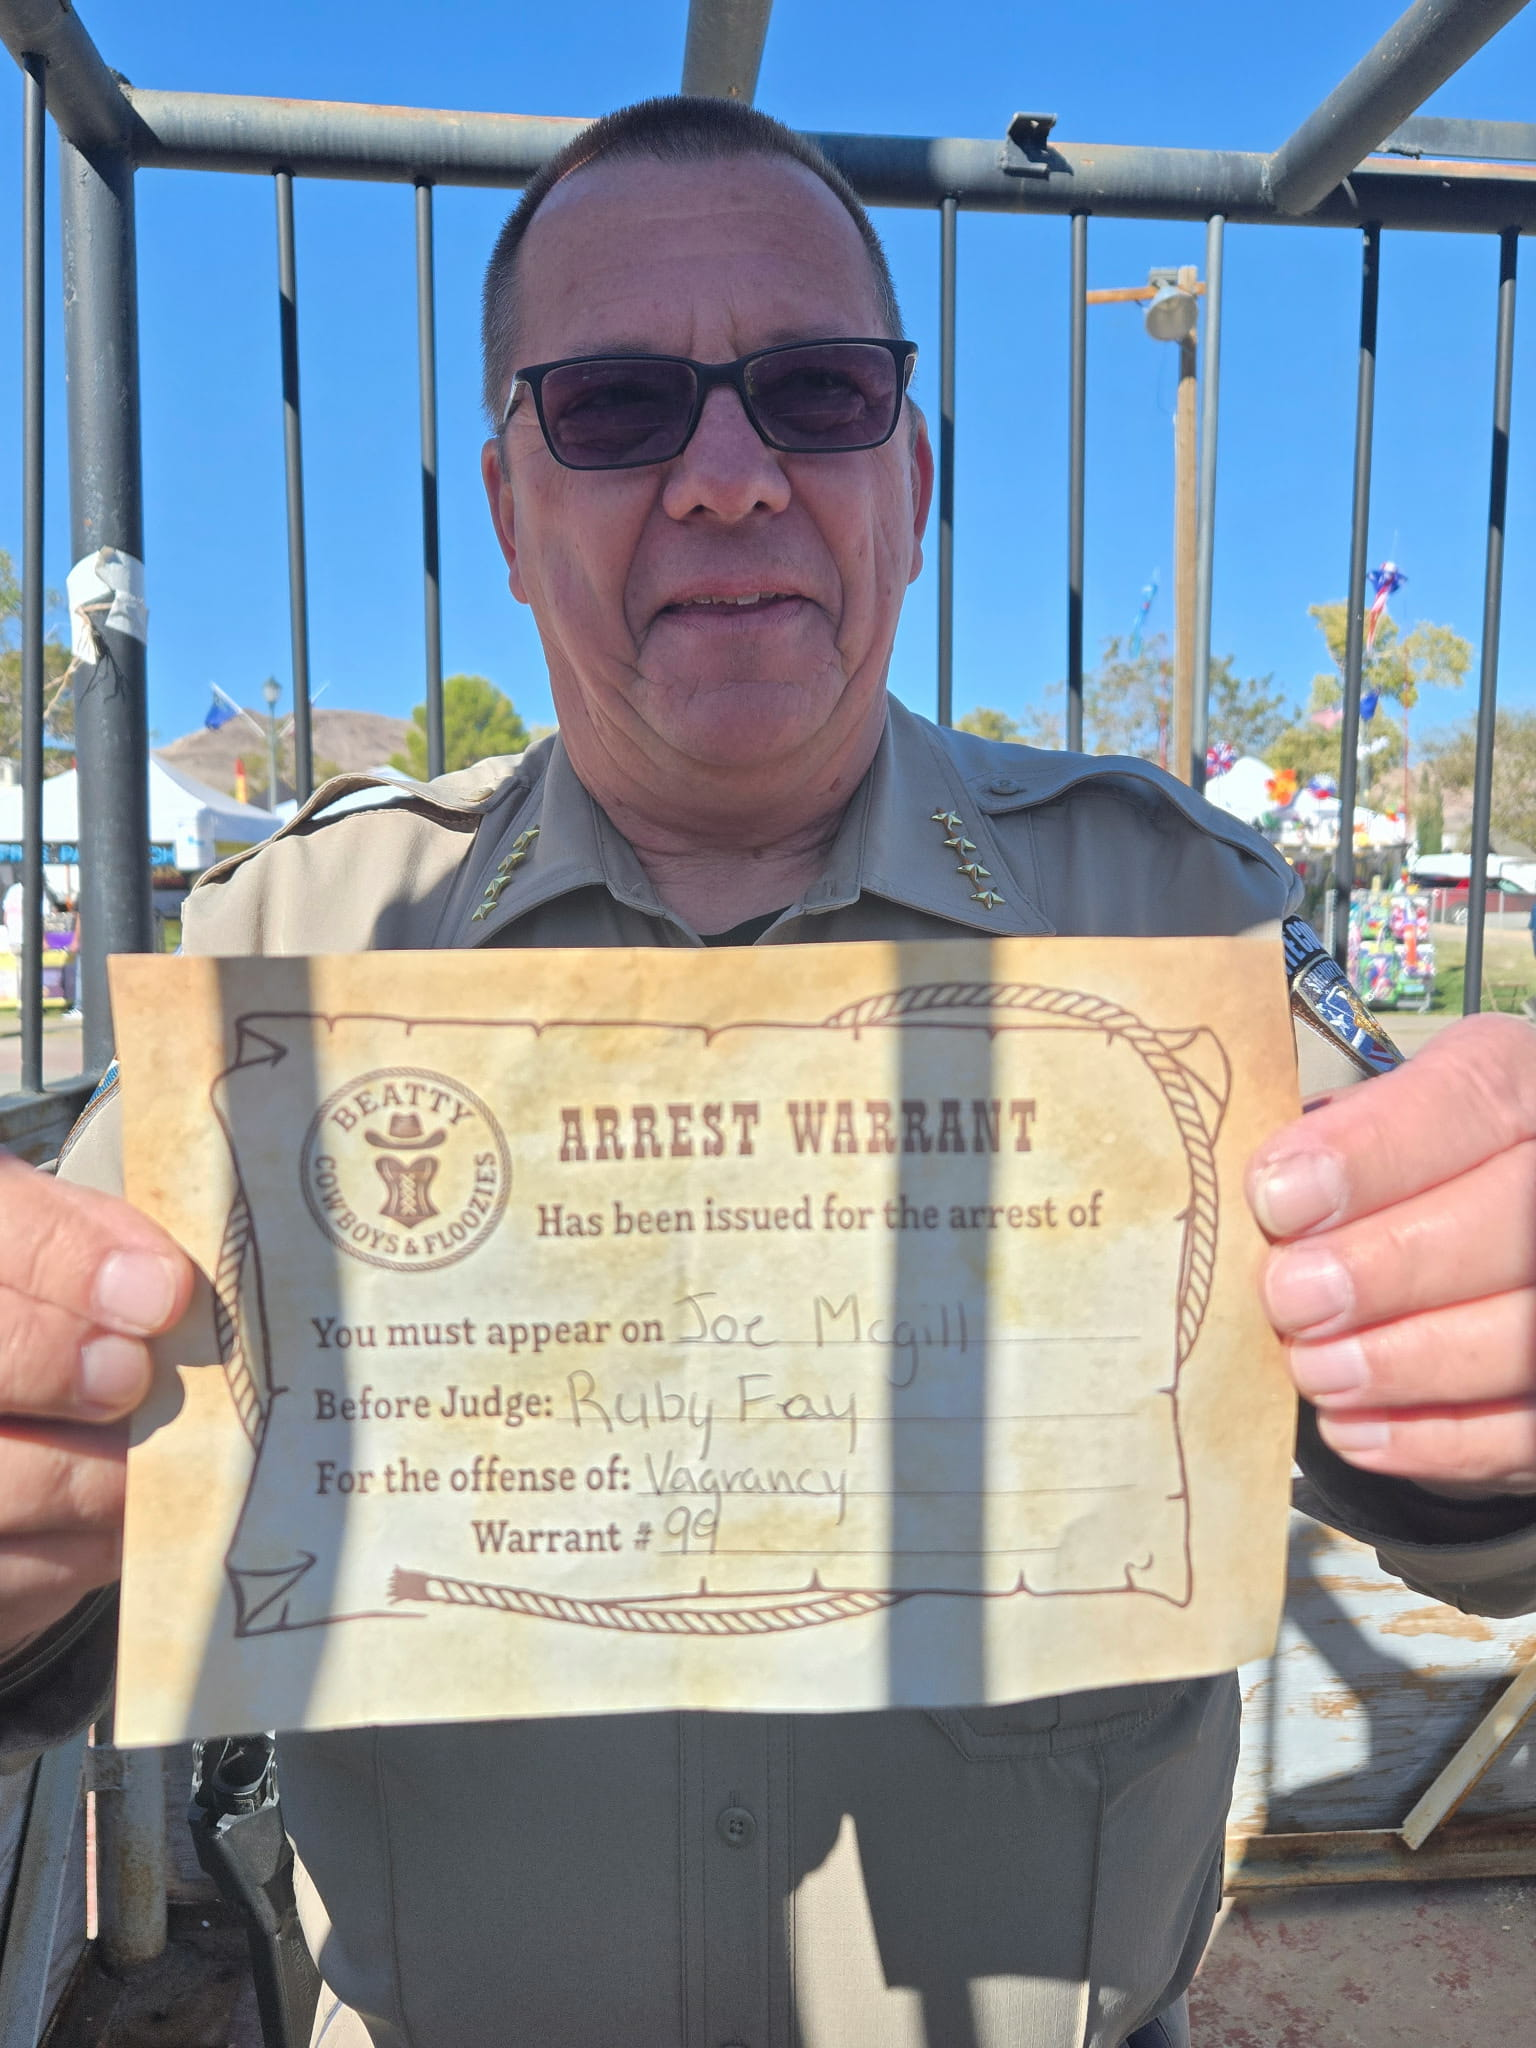 BEATTY
COWBOYS & FLOOZIES
ARREST WARRANT
Has been issued for the arrest of
You must appear on Joe Mcgill
Before Judge: Ruby Fay
For the offense of: Vagrancy
Warrant # 99